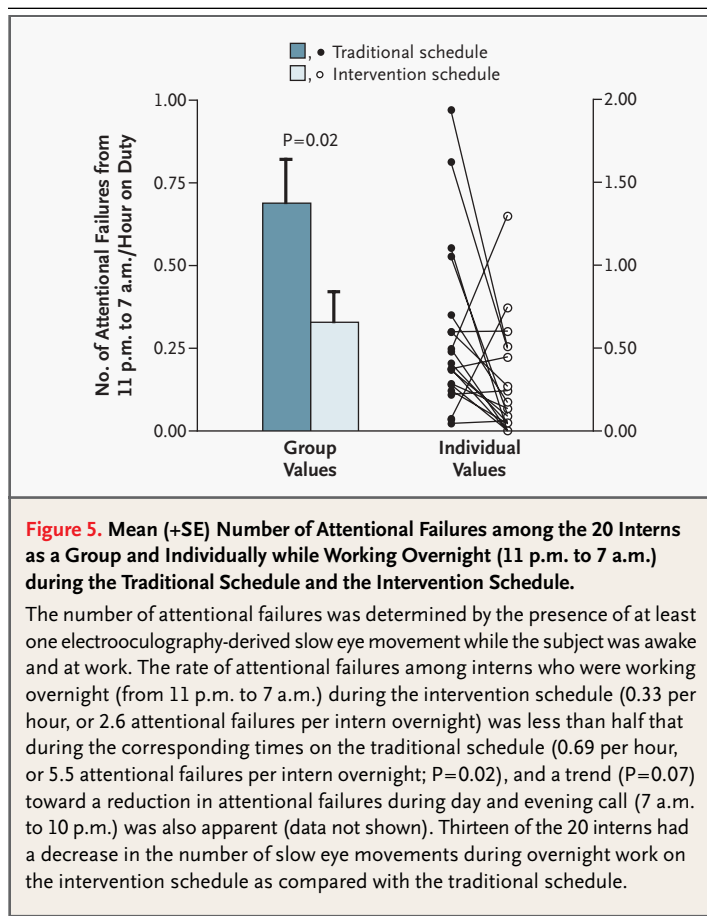 , • Traditional schedule
, ○ Intervention schedule
No. of Attentional Failures from
11 p.m. to 7 a.m./Hour on Duty
1.00
0.75
0.50
0.25
0.00
P=0.02
2.00
1.50
1.00
0.50
0.00
Group
Values
Individual
Values
Figure 5. Mean (+SE) Number of Attentional Failures among the 20 Interns
as a Group and Individually while Working Overnight (11 p.m. to 7 a.m.)
during the Traditional Schedule and the Intervention Schedule.
The number of attentional failures was determined by the presence of at least
one electrooculography-derived slow eye movement while the subject was awake
and at work. The rate of attentional failures among interns who were working
overnight (from 11 p.m. to 7 a.m.) during the intervention schedule (0.33 per
hour, or 2.6 attentional failures per intern overnight) was less than half that
during the corresponding times on the traditional schedule (0.69 per hour,
or 5.5 attentional failures per intern overnight; P=0.02), and a trend (P=0.07)
toward a reduction in attentional failures during day and evening call (7 a.m.
to 10 p.m.) was also apparent (data not shown). Thirteen of the 20 interns had
a decrease in the number of slow eye movements during overnight work on
the intervention schedule as compared with the traditional schedule.